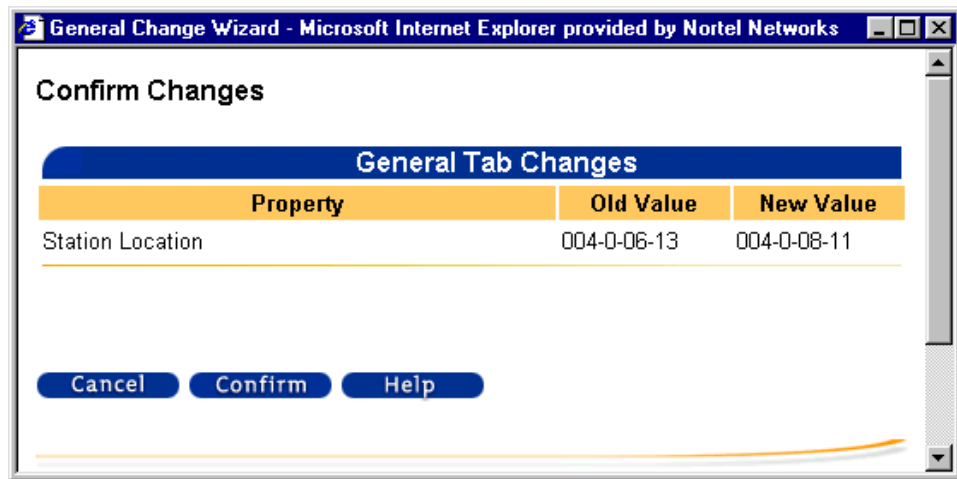 General Change Wizard - Microsoft Internet Explorer provided by Nortel Networks
Confirm Changes
General Tab Changes
Property Old Value New Value
Station Location 004-0-06-13 004-0-08-11
Cancel Confirm Help